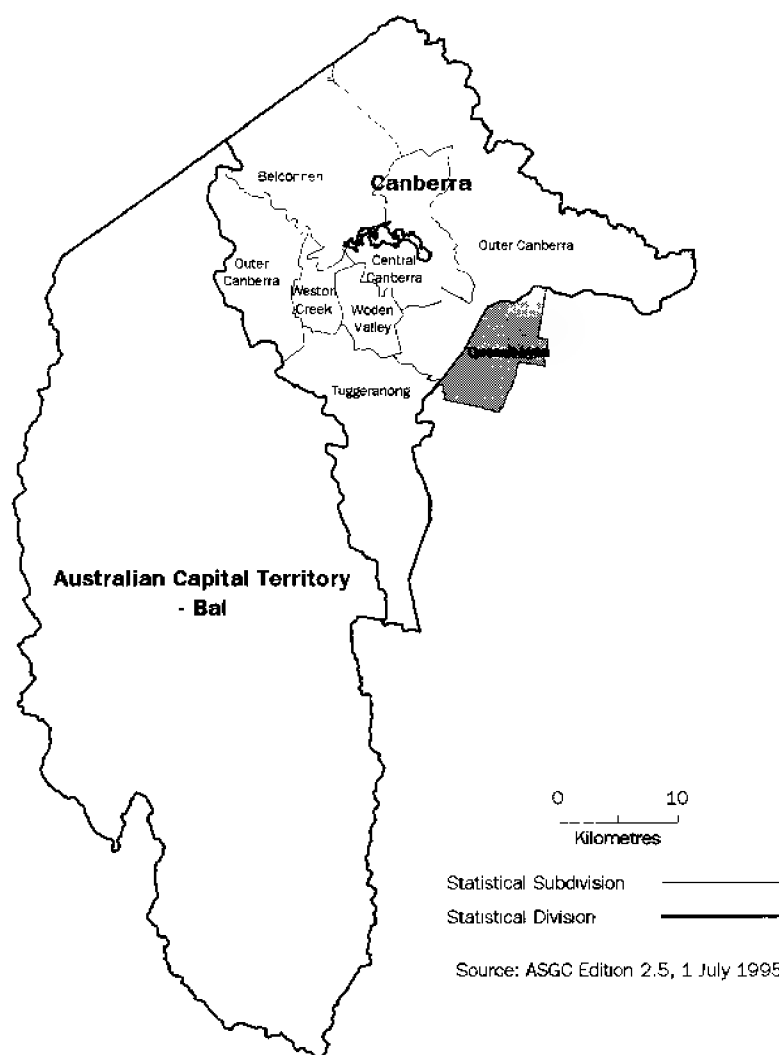 Belconnen
Canberra
Outer Canberra
Outer
Canberra
Central
Canberra
Weston
Creek
Woden
Valley
Tuggeranong
Australian Capital Territory
- Bal
0 10
Kilometres
Statistical Subdivision
Statistical Division
Source: ASGC Edition 2.5, 1 July 1995